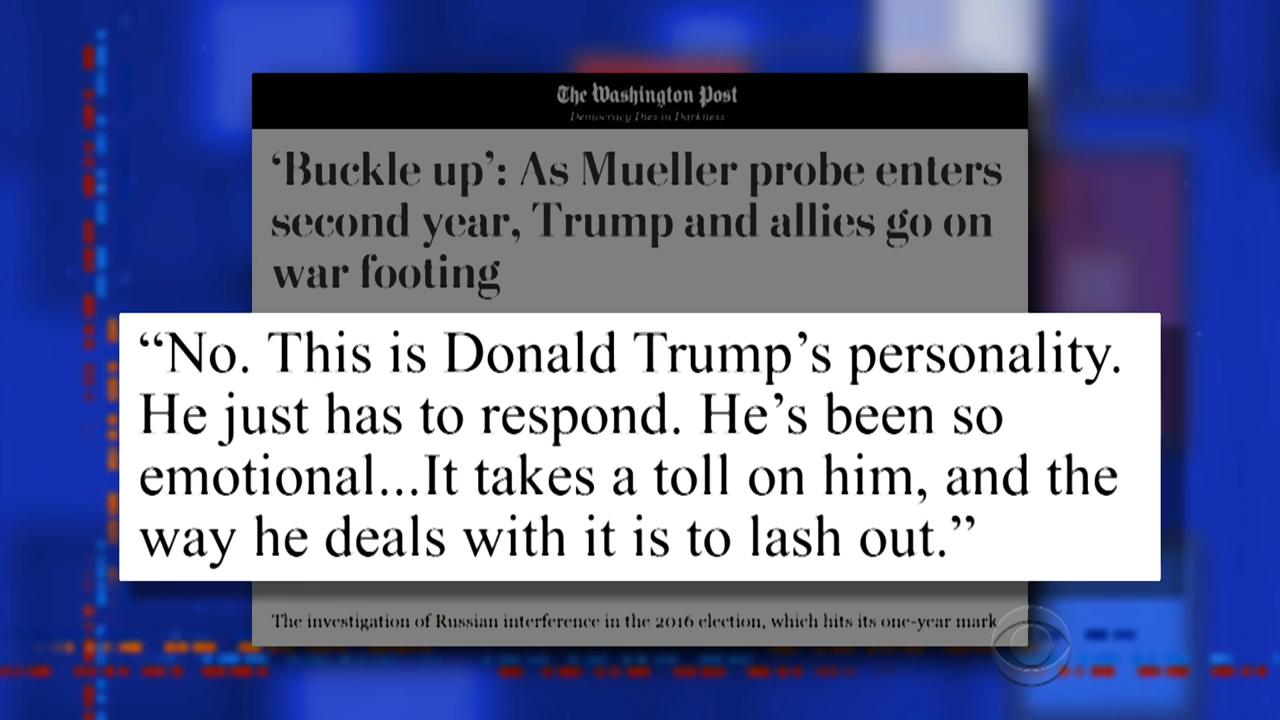 The Washington Post
Democracy Dies in Darkness
‘Buckle up’: As Mueller probe enters
second year, Trump and allies go on
war footing
“No. This is Donald Trump’s personality.
He just has to respond. He’s been so
emotional...It takes a toll on him, and the
way he deals with it is to lash out.”
The investigation of Russian interference in the 2016 election, which hits its one-year mark